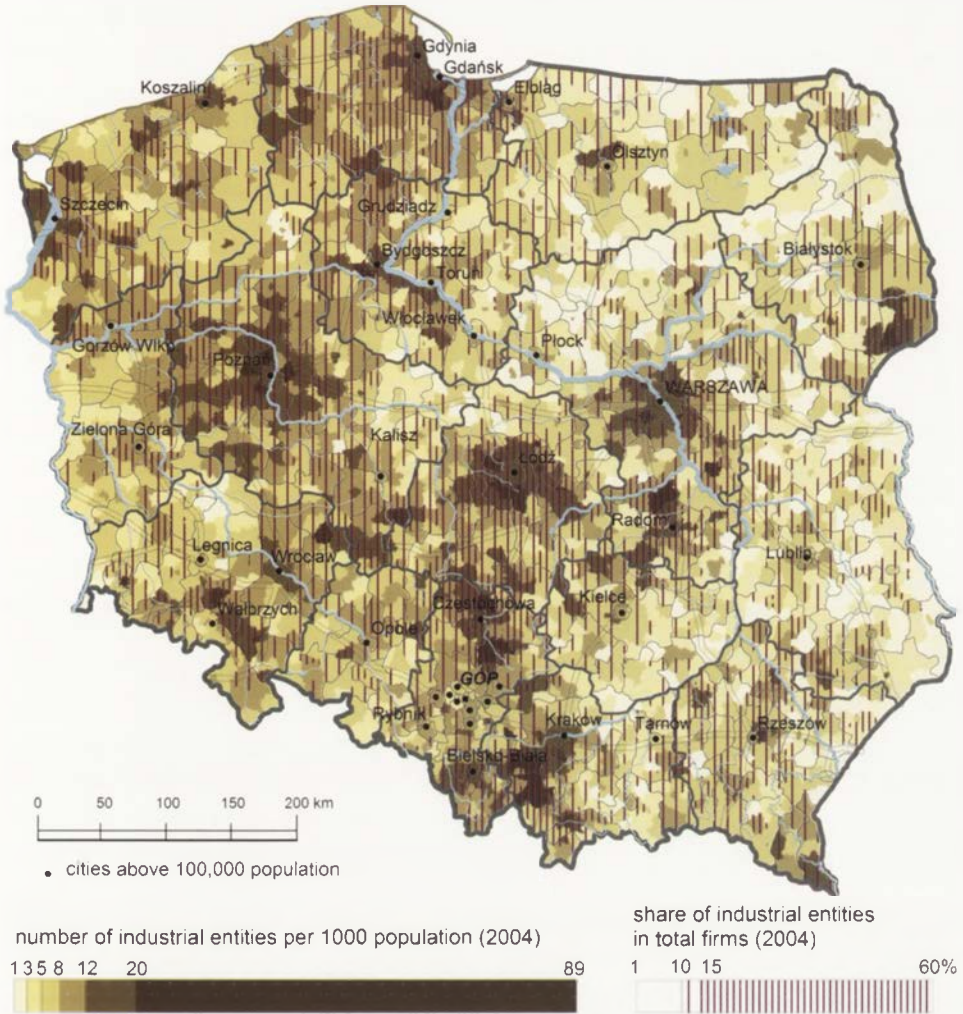 Gdynia
Gdańsk
Koszalin
Elbląg
Olsztyn
Szczecin
Grudziądz
Bydgoszcz
Białystok
Toruń
Włocławek
Gorzów Wlkp
Płock
Poznań
WARSZAWA
Zielona Góra
Kalisz
Łódź
Radom
Legnica
Wrocław
Lublin
Wałbrzych
Częstochowa
Kielce
Opole
GOP
Rybnik
Kraków
Tarnów
Rzeszów
Bielsko-Biała
0 50 100 150 200 km
cities above 100,000 population
number of industrial entities per 1000 population (2004)
1 3 5 8 12 20 89
share of industrial entities
in total firms (2004)
1 10 15 60%